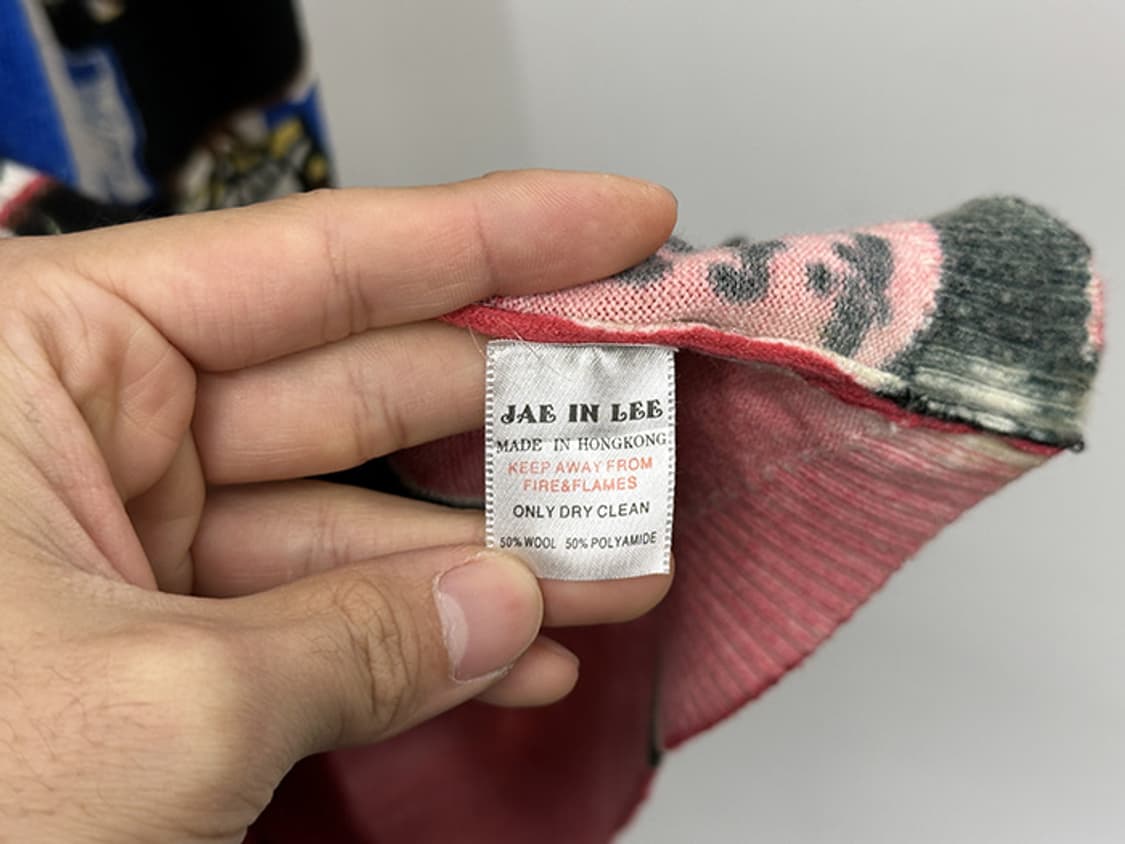 JAE IN LEE
MADE IN HONGKONG
KEEP AWAY FROM
FIRE&FLAMES
ONLY DRY CLEAN
50% WOOL 50% POLYAMIDE